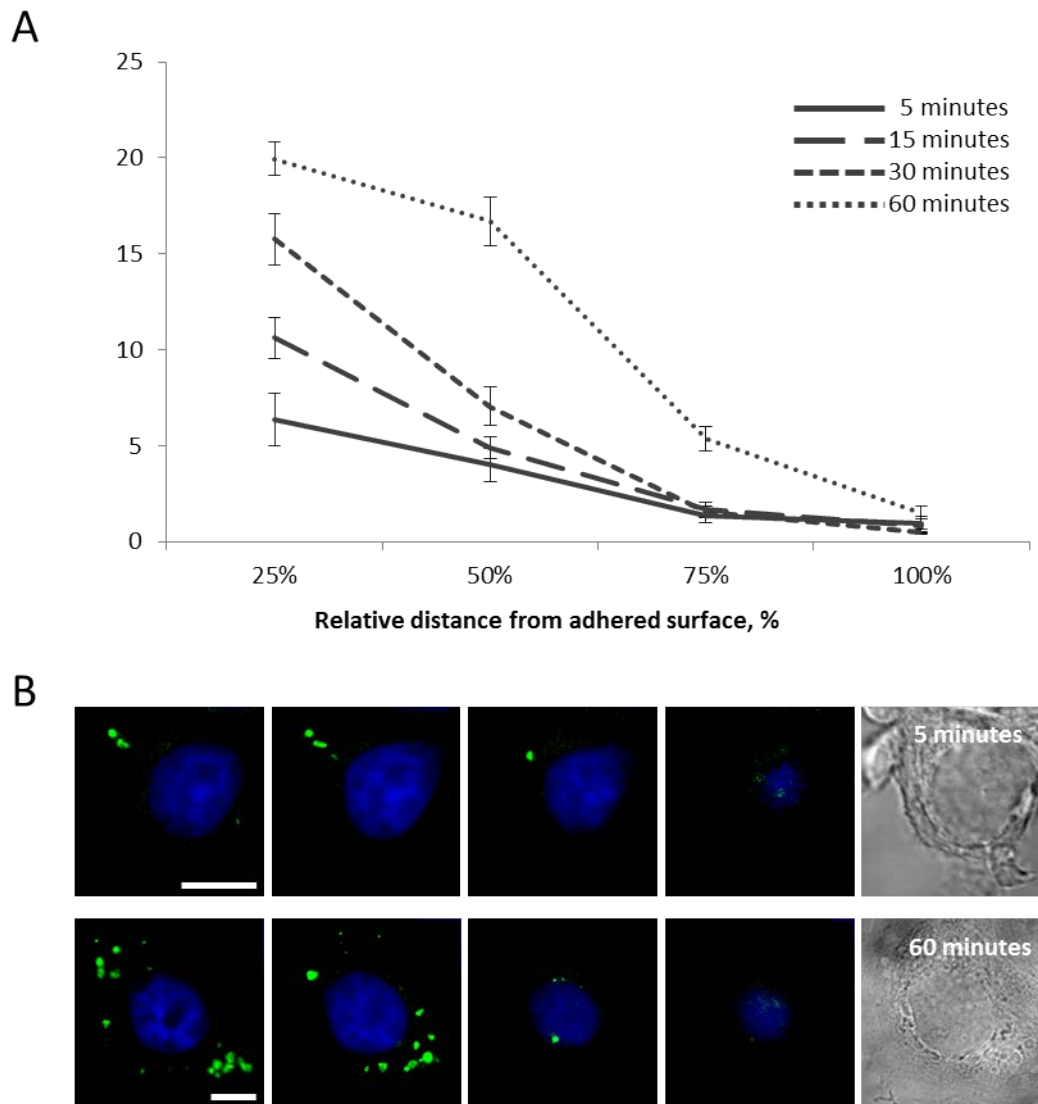 A
25
20
15
10
5
0
5 minutes
15 minutes
30 minutes
60 minutes
25% 50% 75% 100%
Relative distance from adhered surface, %
B
5 minutes
60 minutes